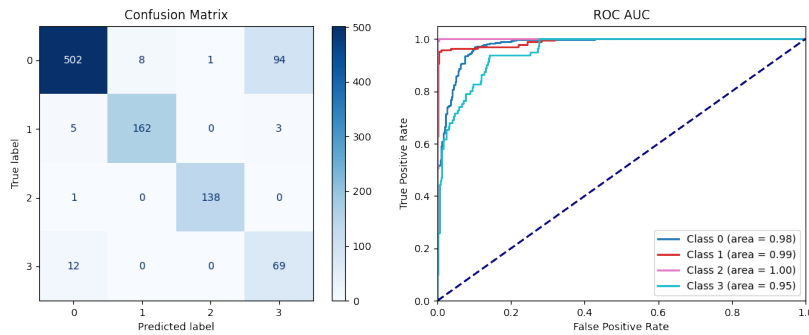 Confusion Matrix
0 502 8 1 94
1 5 162 0 3
2 1 0 138 0
3 12 0 0 69
0 1 2 3
Predicted label
True label
500
400
300
200
100
0
ROC AUC
1.0
0.8
0.6
0.4
0.2
0.0
True Positive Rate
Class 0 (area = 0.98)
Class 1 (area = 0.99)
Class 2 (area = 1.00)
Class 3 (area = 0.95)
0.0 0.2 0.4 0.6 0.8
False Positive Rate